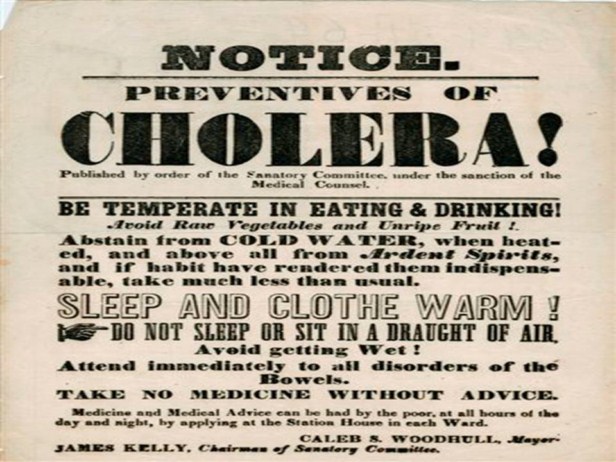 NOTICE.
PREVENTIVES OF
CHOLERA!
Published by order of the Sanatory Committee, under the sanction of the
Medical Counsel.
BE TEMPERATE IN EATING & DRINKING!
Avoid Raw Vegetables and Unripe Fruit !.
Abstain from COLD WATER, when heat-
ed, and above all from Ardent Spirits,
and if habit have rendered them indispens-
able, take much less than usual.
SLEEP AND CLOTHE WARM !
DO NOT SLEEP OR SIT IN A DRAUGHT OF AIR.
Avoid getting Wet !
Attend immediately to all disorders of the
Bowels.
TAKE NO MEDICINE WITHOUT ADVICE.
Medicine and Medical Advice can be had by the poor, at all hours of the
day and night, by applying at the Station House in each Ward.
CALEB S. WOODHULL, Mayor
JAMES KELLY, Chairman of Sanatory Committee.